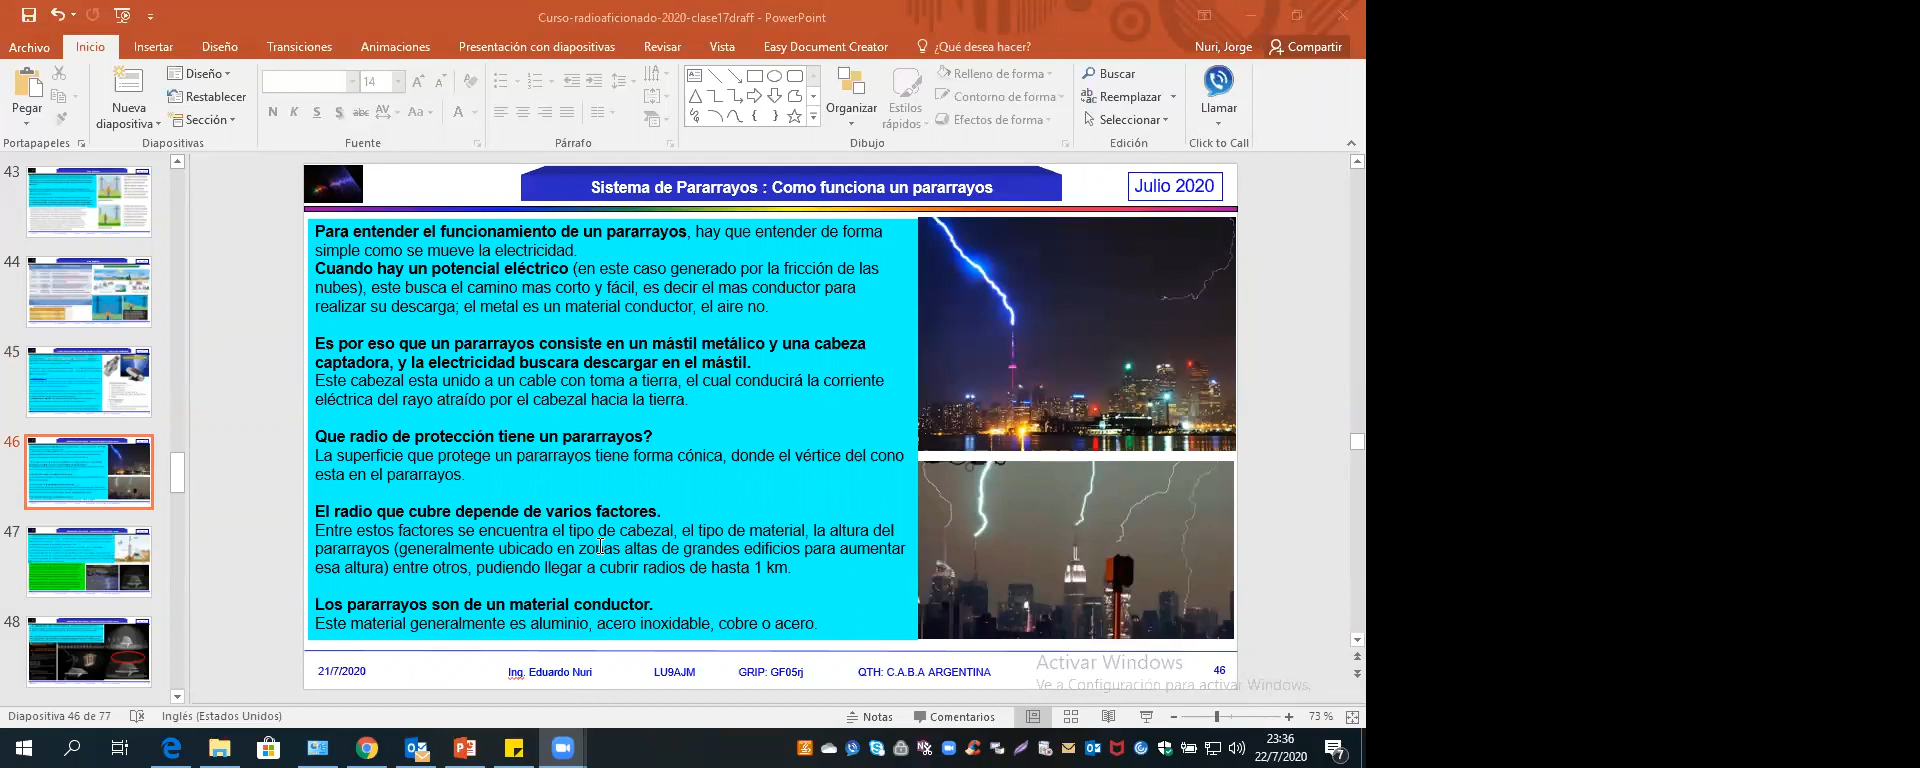 Curso-radioaficionado-2020-clase17draff - PowerPoint
Archivo
Inicio
Insertar
Diseño
Transiciones
Animaciones
Presentación con diapositivas
Revisar
Vista
Easy Document Creator
¿Qué desea hacer?
Nuri, Jorge
Compartir
Pegar
Nueva
diapositiva
Diseño
Restablecer
Sección
14
N K S S abc AV Aa A
Organizar
Estilos
rápidos
Relleno de forma
Contorno de forma
Efectos de forma
Buscar
Reemplazar
Seleccionar
Llamar
Portapapeles
Diapositivas
Fuente
Párrafo
Dibujo
Edición
Click to Call
43
44
45
46
47
48
Sistema de Pararrayos : Como funciona un pararrayos
Julio 2020
Para entender el funcionamiento de un pararrayos, hay que entender de forma
simple como se mueve la electricidad.
Cuando hay un potencial eléctrico (en este caso generado por la fricción de las
nubes), este busca el camino mas corto y fácil, es decir el mas conductor para
realizar su descarga; el metal es un material conductor, el aire no.
Es por eso que un pararrayos consiste en un mástil metálico y una cabeza
captadora, y la electricidad buscara descargar en el mástil.
Este cabezal esta unido a un cable con toma a tierra, el cual conducirá la corriente
eléctrica del rayo atraído por el cabezal hacia la tierra.
Que radio de protección tiene un pararrayos?
La superficie que protege un pararrayos tiene forma cónica, donde el vértice del cono
esta en el pararrayos.
El radio que cubre depende de varios factores.
Entre estos factores se encuentra el tipo de cabezal, el tipo de material, la altura del
pararrayos (generalmente ubicado en zonas altas de grandes edificios para aumentar
esa altura) entre otros, pudiendo llegar a cubrir radios de hasta 1 km.
Los pararrayos son de un material conductor.
Este material generalmente es aluminio, acero inoxidable, cobre o acero.
21/7/2020
Ing. Eduardo Nuri
LU9AJM
GRIP: GF05rj
QTH: C.A.B.A ARGENTINA
46
Activar Windows
Ve a Configuración para activar Windows.
Diapositiva 46 de 77
Inglés (Estados Unidos)
Notas
Comentarios
73 %
23:36
22/7/2020
7